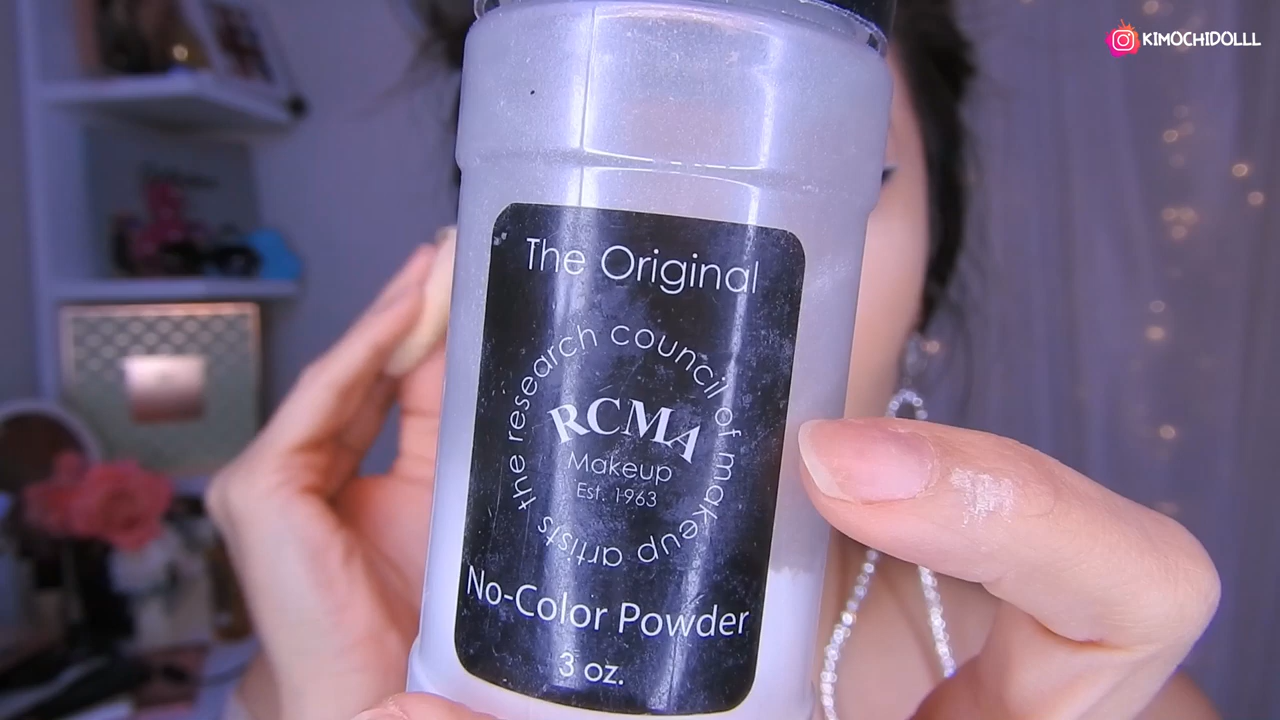 KIMOCHIDOLLL
The Original
the research council of makeup artists
RCMA
Makeup
Est. 1963
No-Color Powder
3 oz.